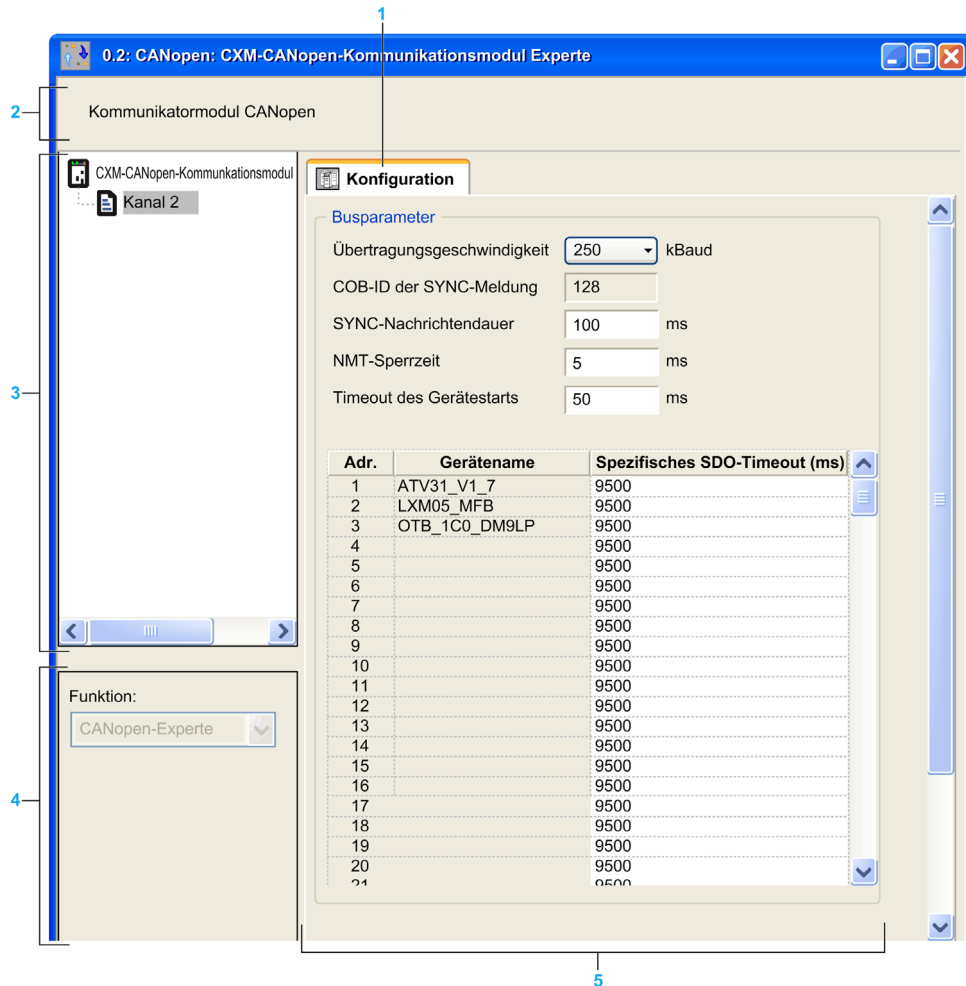 1
0.2: CANopen: CXM-CANopen-Kommunikationsmodul Experte
2
Kommunikatormodul CANopen
3
CXM-CANopen-Kommunkationsmodul
Kanal 2
Konfiguration
Busparameter
Übertragungsgeschwindigkeit 250 kBaud
COB-ID der SYNC-Meldung 128
SYNC-Nachrichtendauer 100 ms
NMT-Sperrzeit 5 ms
Timeout des Gerätestarts 50 ms
Adr. Gerätename Spezifisches SDO-Timeout (ms)
1 ATV31_V1_7 9500
2 LXM05_MFB 9500
3 OTB_1C0_DM9LP 9500
4 9500
5 9500
6 9500
7 9500
8 9500
9 9500
10 9500
11 9500
12 9500
13 9500
14 9500
15 9500
16 9500
17 9500
18 9500
19 9500
20 9500
21 9500
4
Funktion:
CANopen-Experte
5